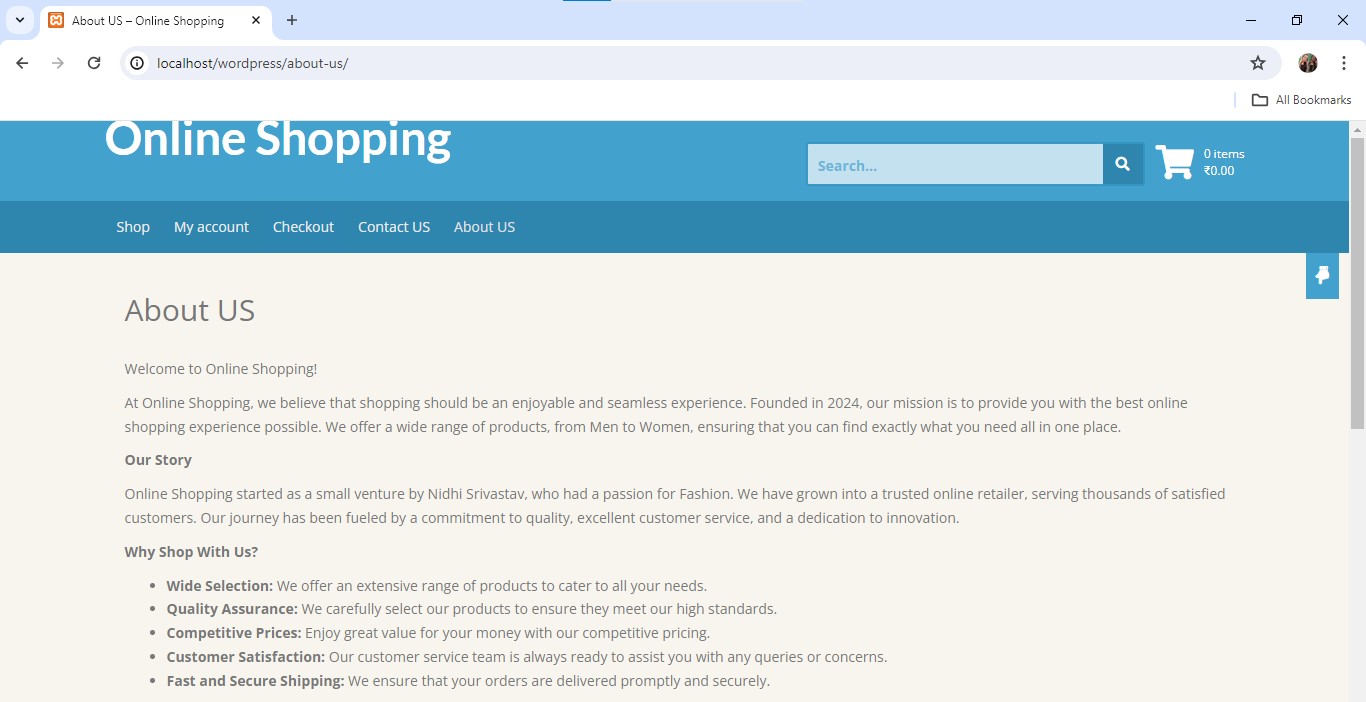 About US – Online Shopping
localhost/wordpress/about-us/
All Bookmarks
Online Shopping
Search...
0 items
₹0.00
Shop My account Checkout Contact US About US
About US
Welcome to Online Shopping!
At Online Shopping, we believe that shopping should be an enjoyable and seamless experience. Founded in 2024, our mission is to provide you with the best online
shopping experience possible. We offer a wide range of products, from Men to Women, ensuring that you can find exactly what you need all in one place.
Our Story
Online Shopping started as a small venture by Nidhi Srivastav, who had a passion for Fashion. We have grown into a trusted online retailer, serving thousands of satisfied
customers. Our journey has been fueled by a commitment to quality, excellent customer service, and a dedication to innovation.
Why Shop With Us?
• Wide Selection: We offer an extensive range of products to cater to all your needs.
• Quality Assurance: We carefully select our products to ensure they meet our high standards.
• Competitive Prices: Enjoy great value for your money with our competitive pricing.
• Customer Satisfaction: Our customer service team is always ready to assist you with any queries or concerns.
• Fast and Secure Shipping: We ensure that your orders are delivered promptly and securely.